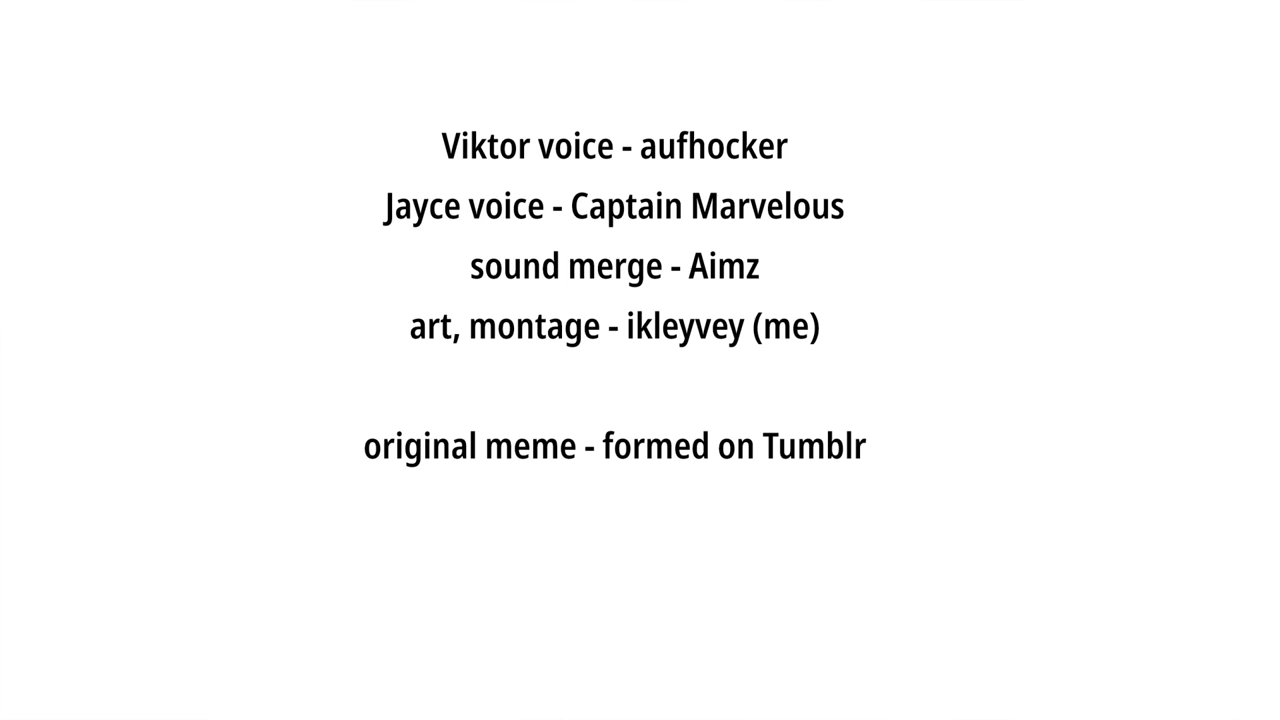 Viktor voice - aufhocker
Jayce voice - Captain Marvelous
sound merge - Aimz
art, montage - ikleyvey (me)
original meme - formed on Tumblr